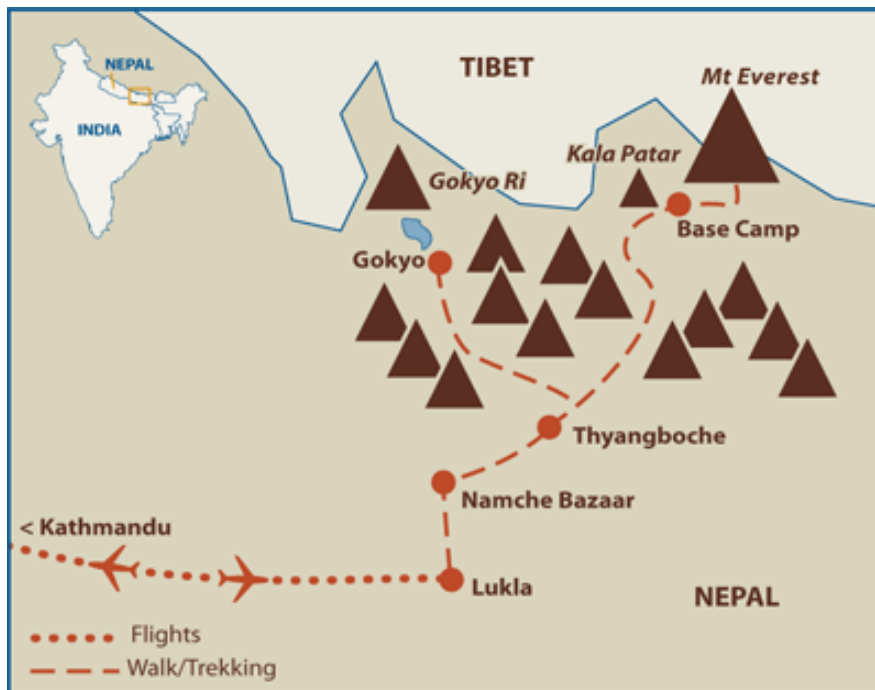 NEPAL
INDIA
TIBET
Mt Everest
Kala Patar
Gokyo Ri
Base Camp
Gokyo
Thyangboche
Namche Bazaar
< Kathmandu
Lukla
NEPAL
Flights
Walk/Trekking